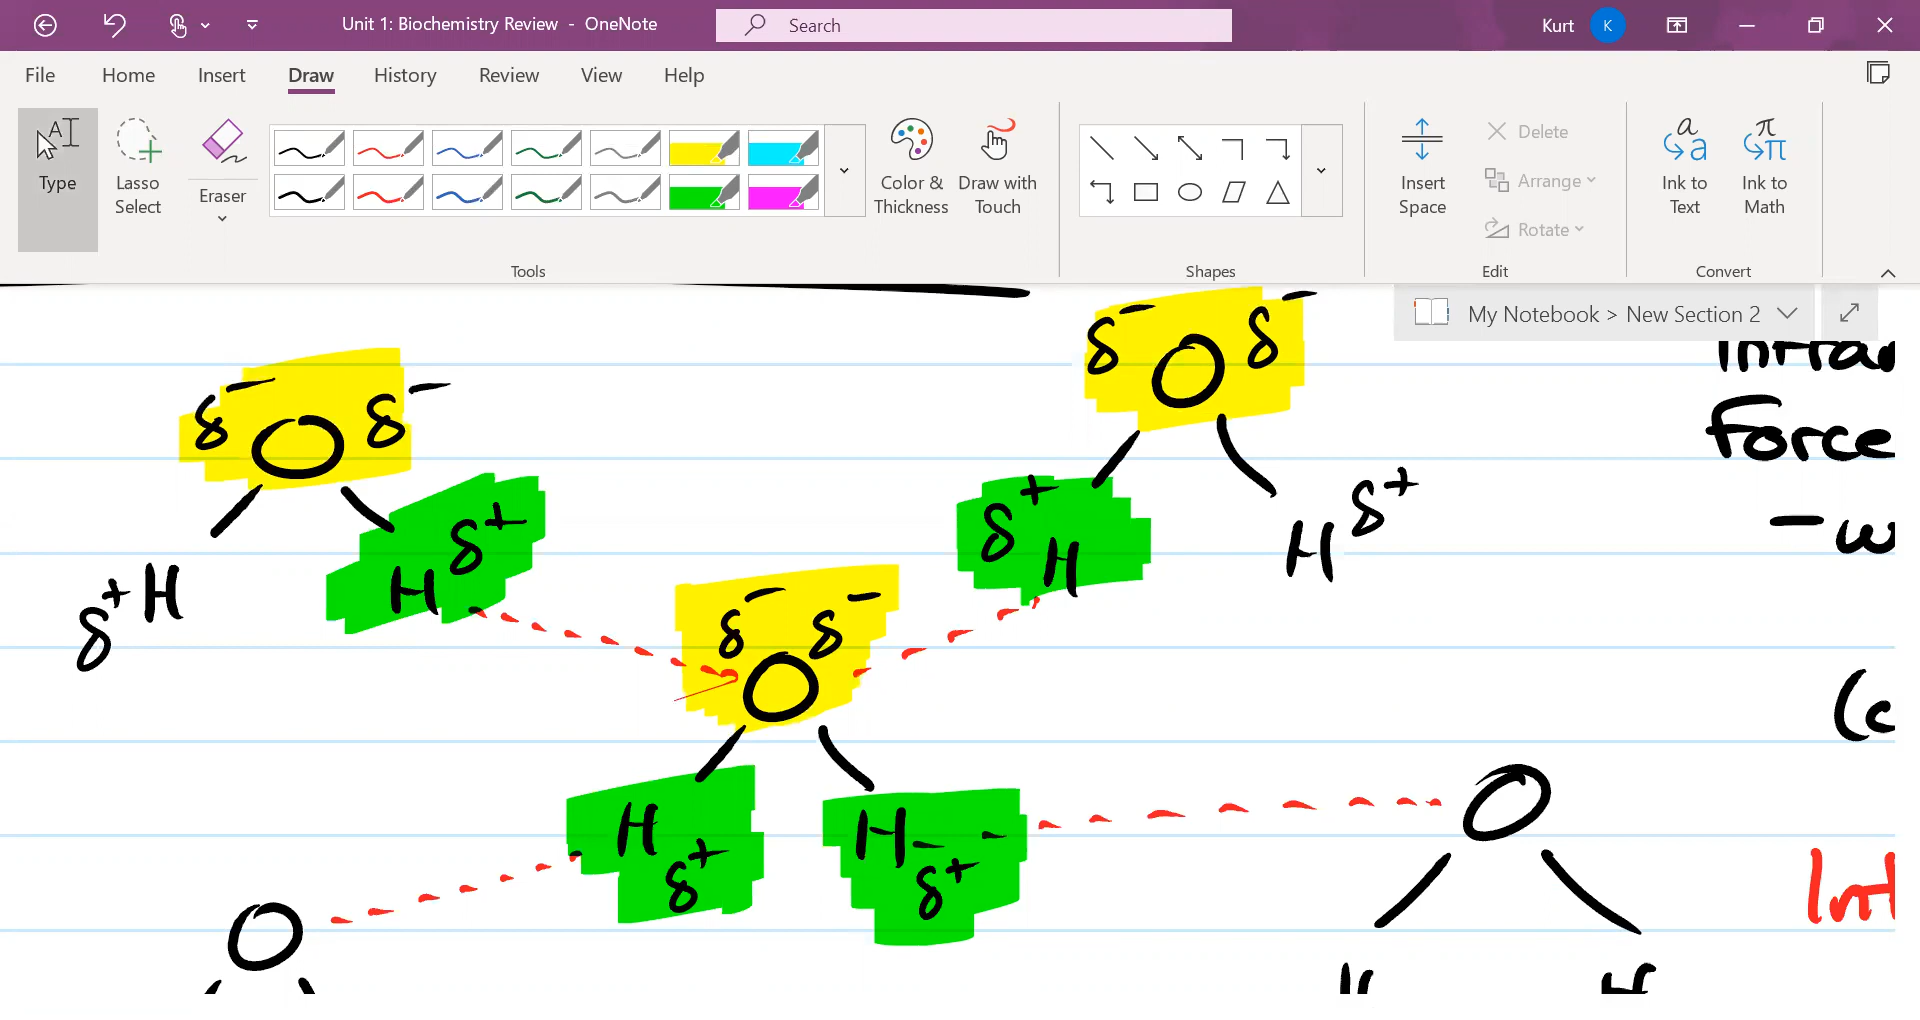 Unit 1: Biochemistry Review - OneNote
Search
Kurt K
File Home Insert Draw History Review View Help
Type
Lasso Select
Eraser
Color & Thickness
Draw with Touch
Insert Space
Delete
Arrange
Rotate
Ink to Text
Ink to Math
Tools Shapes Edit Convert
My Notebook > New Section 2
δ⁻ O δ⁻
δ⁻ O δ⁻
Force
δ⁺H
H δ⁺
δ⁺ H
H δ⁺
δ⁻ δ⁻
O
H δ⁺
H δ⁺
O
O
H H